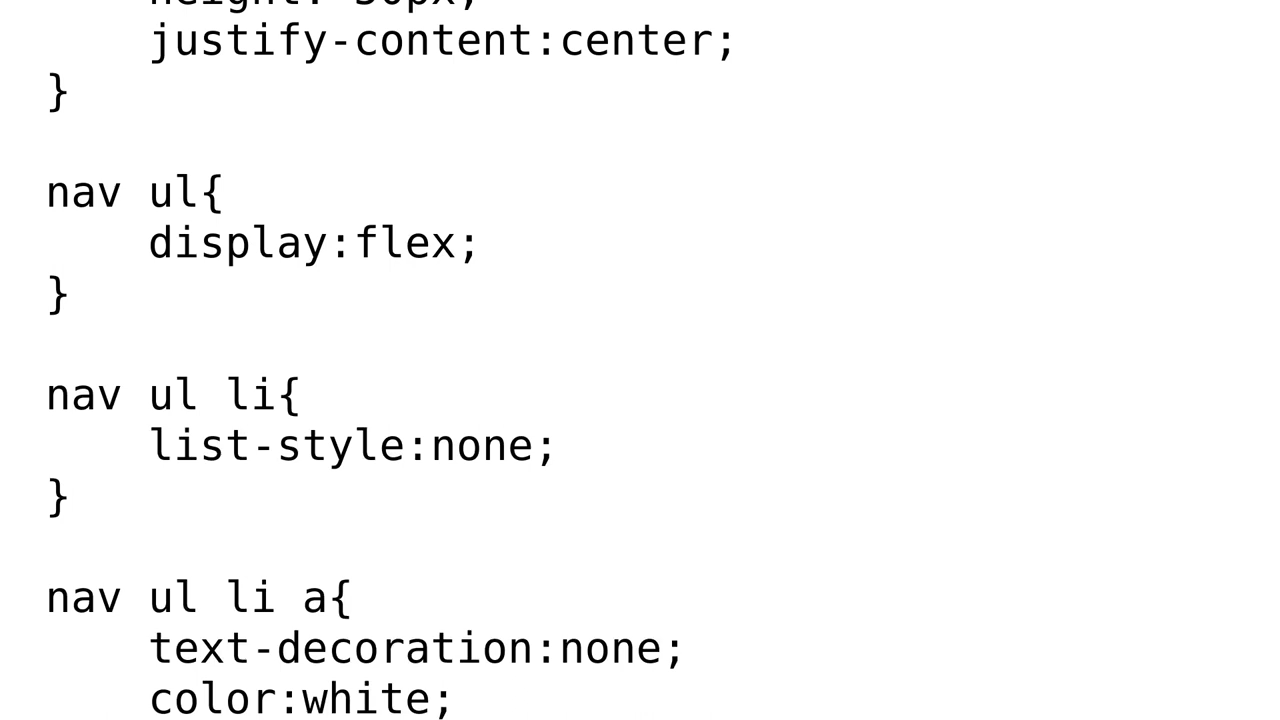 justify-content:center;
}

nav ul{
    display:flex;
}

nav ul li{
    list-style:none;
}

nav ul li a{
    text-decoration:none;
    color:white;